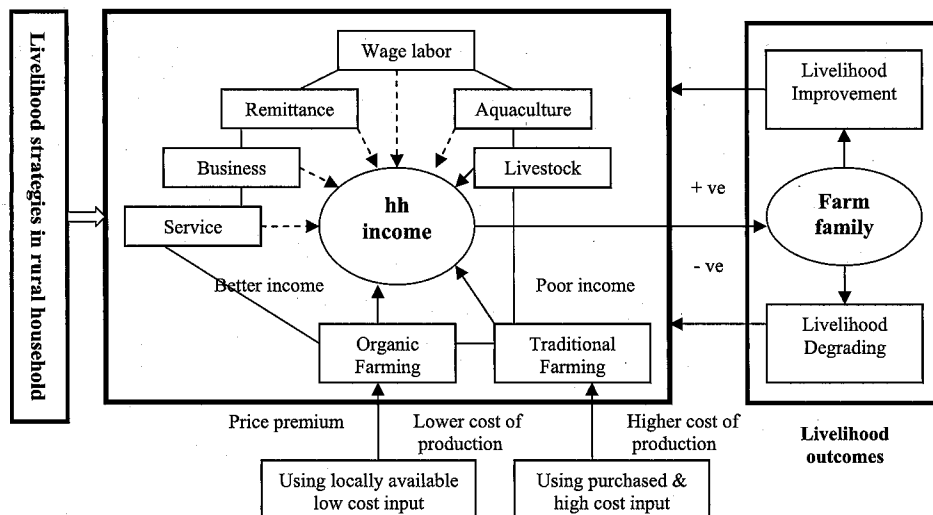 Livelihood strategies in rural household
Wage labor
Remittance
Aquaculture
Business
Livestock
Service
hh
income
Better income
Poor income
Organic
Farming
Traditional
Farming
+ ve
- ve
Livelihood
Improvement
Farm
family
Livelihood
Degrading
Livelihood
outcomes
Price premium
Lower cost of
production
Higher cost of
production
Using locally available
low cost input
Using purchased &
high cost input